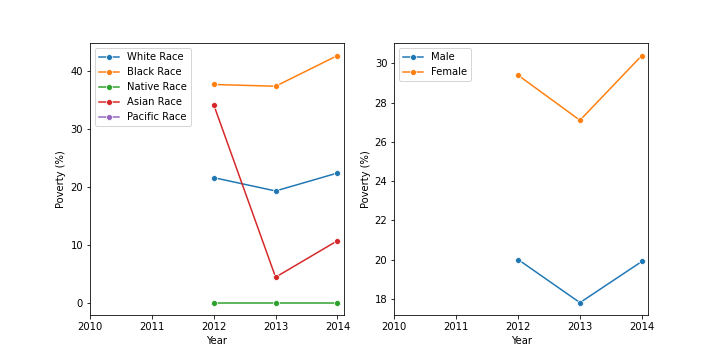 White Race
Black Race
Native Race
Asian Race
Pacific Race
40
30
20
10
0
Poverty (%)
2010 2011 2012 2013 2014
Year
Male
Female
30
28
26
24
22
20
18
Poverty (%)
2010 2011 2012 2013 2014
Year